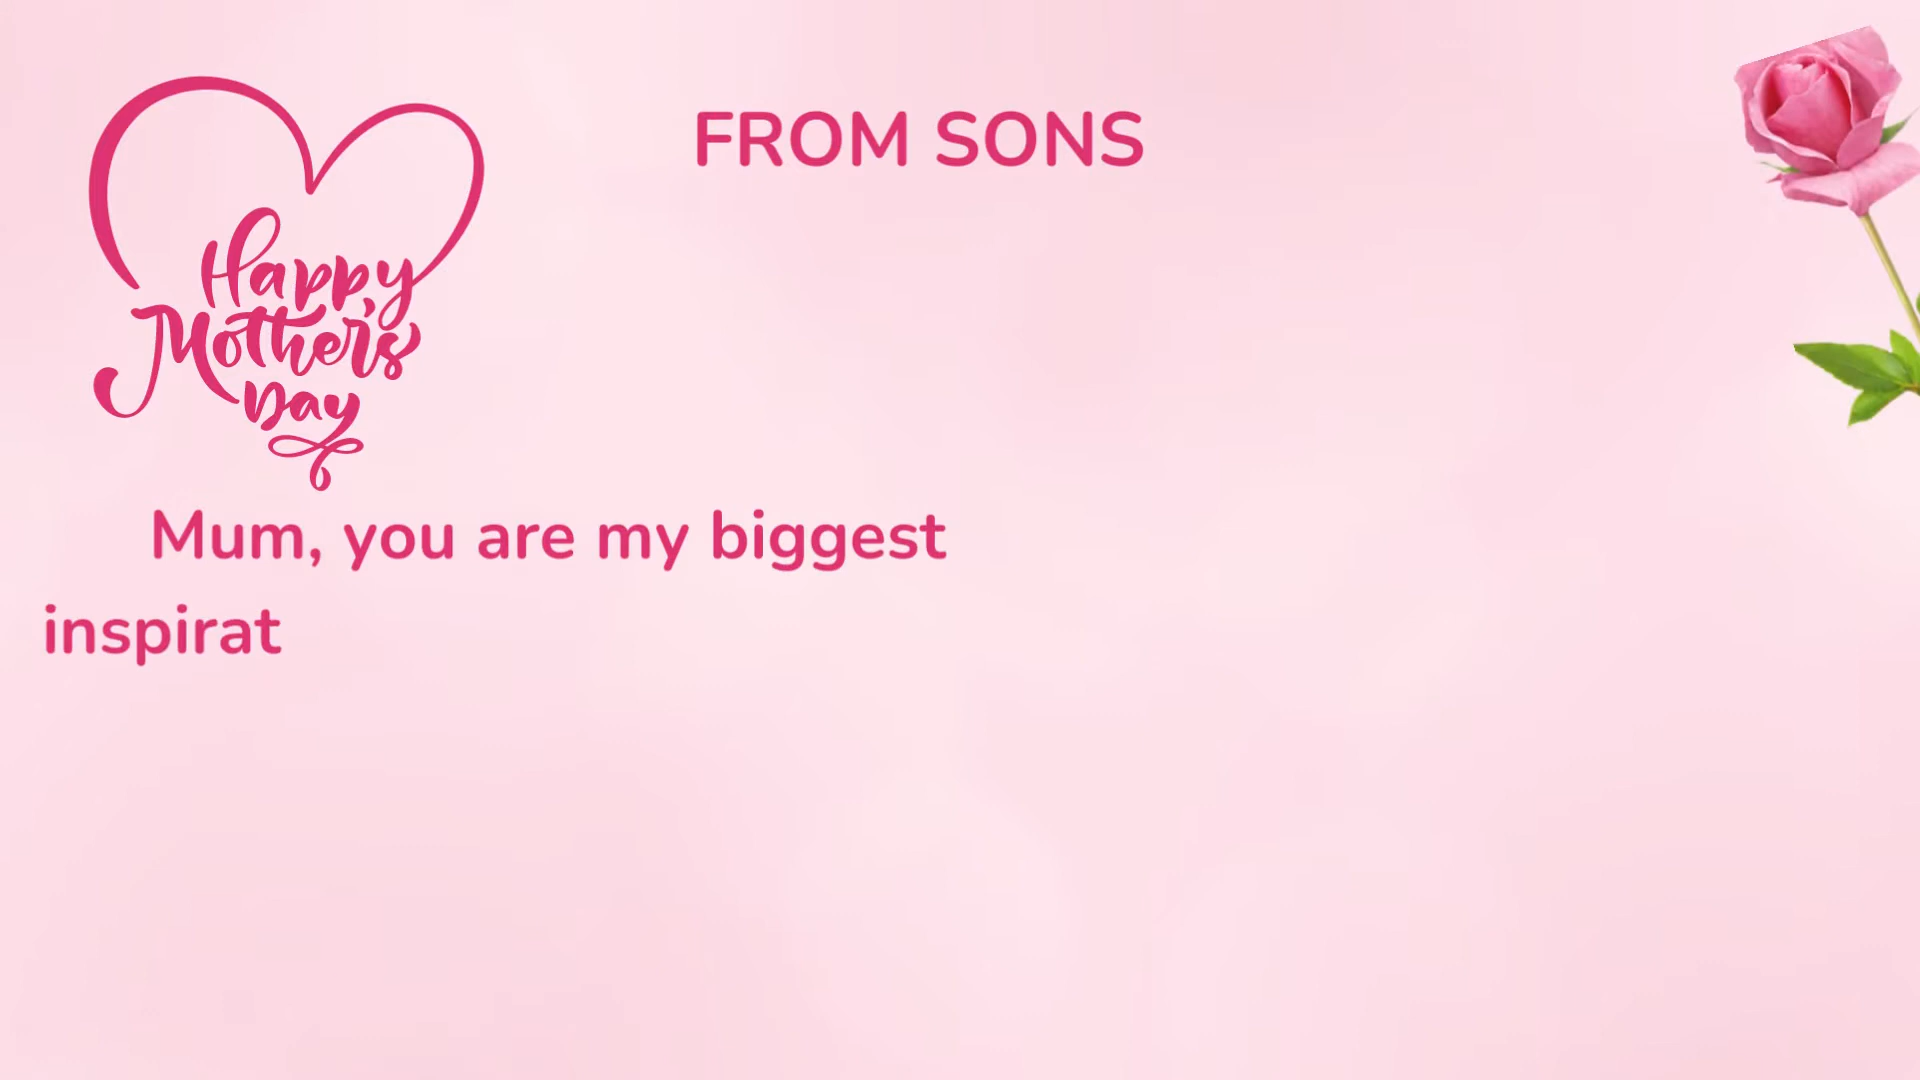 FROM SONS
Happy
Mother's
Day
Mum, you are my biggest
inspirat